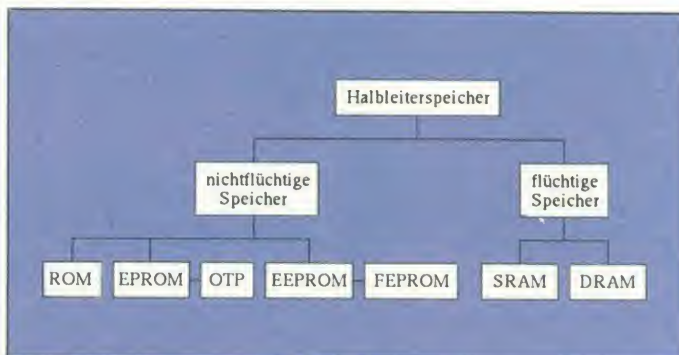 Halbleiterspeicher
nichtflüchtige
Speicher
flüchtige
Speicher
ROM
EPROM
OTP
EEPROM
FEPROM
SRAM
DRAM